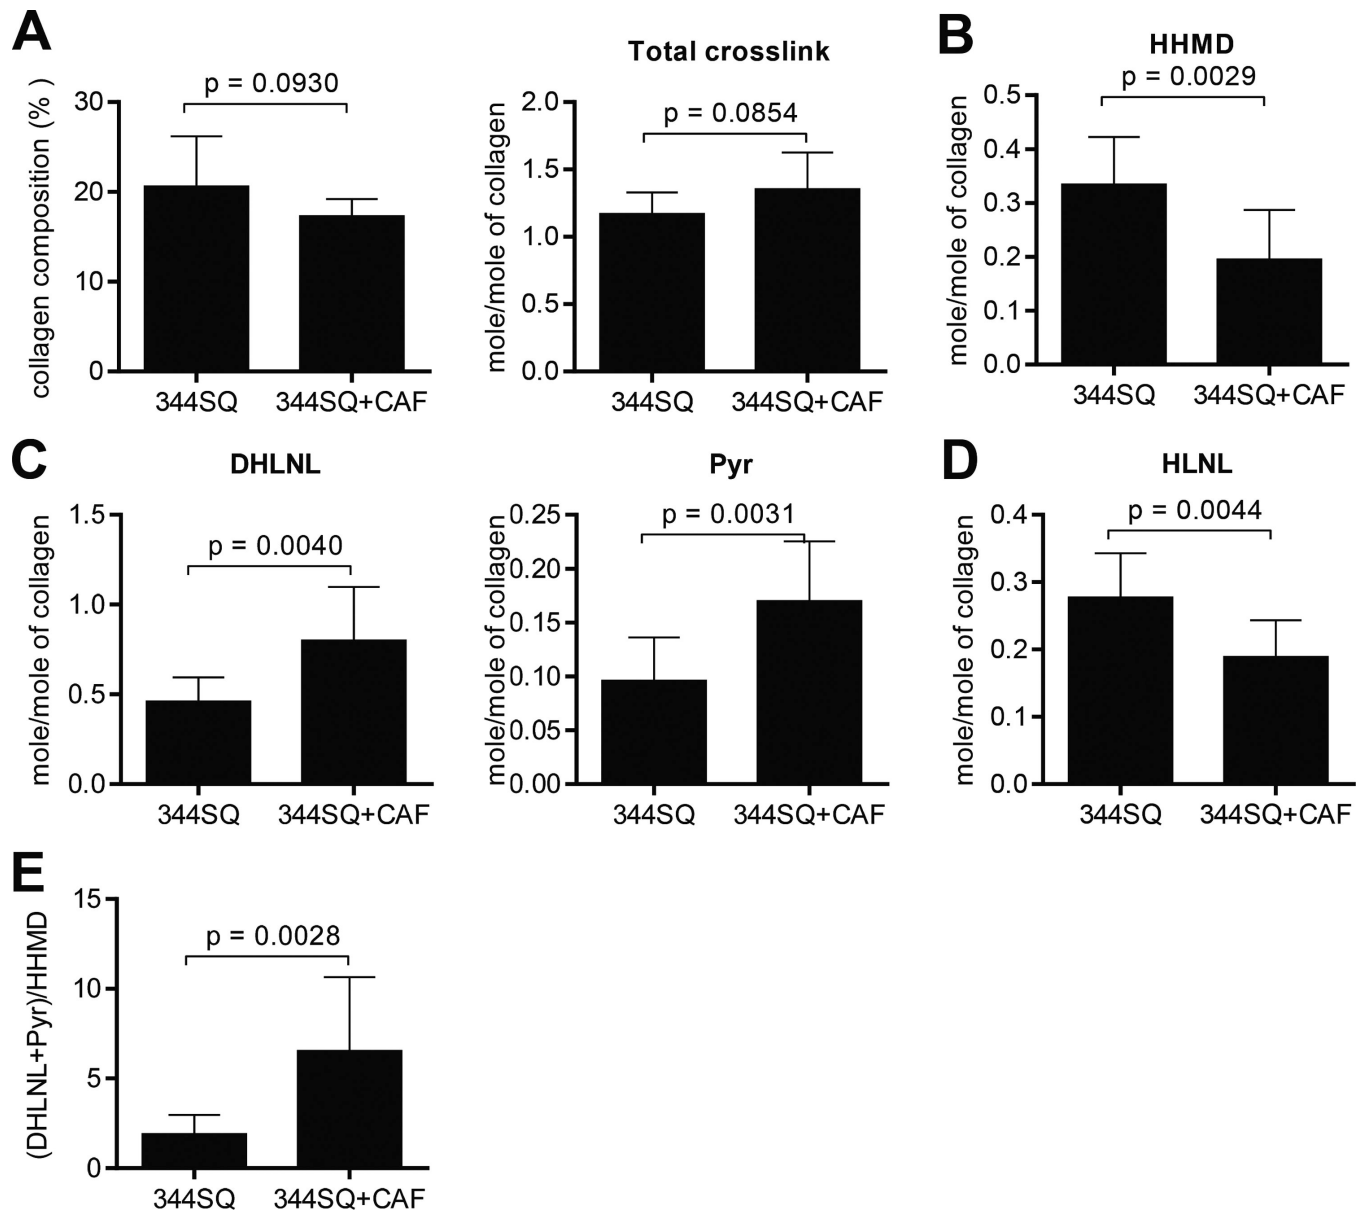 A
collagen composition (% )
30
20
10
0
p = 0.0930
344SQ
344SQ+CAF
Total crosslink
mole/mole of collagen
2.0
1.5
1.0
0.5
0.0
p = 0.0854
344SQ
344SQ+CAF
B
HHMD
mole/mole of collagen
0.5
0.4
0.3
0.2
0.1
0.0
p = 0.0029
344SQ
344SQ+CAF
C
DHLNL
mole/mole of collagen
1.5
1.0
0.5
0.0
p = 0.0040
344SQ
344SQ+CAF
Pyr
mole/mole of collagen
0.25
0.20
0.15
0.10
0.05
0.00
p = 0.0031
344SQ
344SQ+CAF
D
HLNL
mole/mole of collagen
0.4
0.3
0.2
0.1
0.0
p = 0.0044
344SQ
344SQ+CAF
E
(DHLNL+Pyr)/HHMD
15
10
5
0
p = 0.0028
344SQ
344SQ+CAF